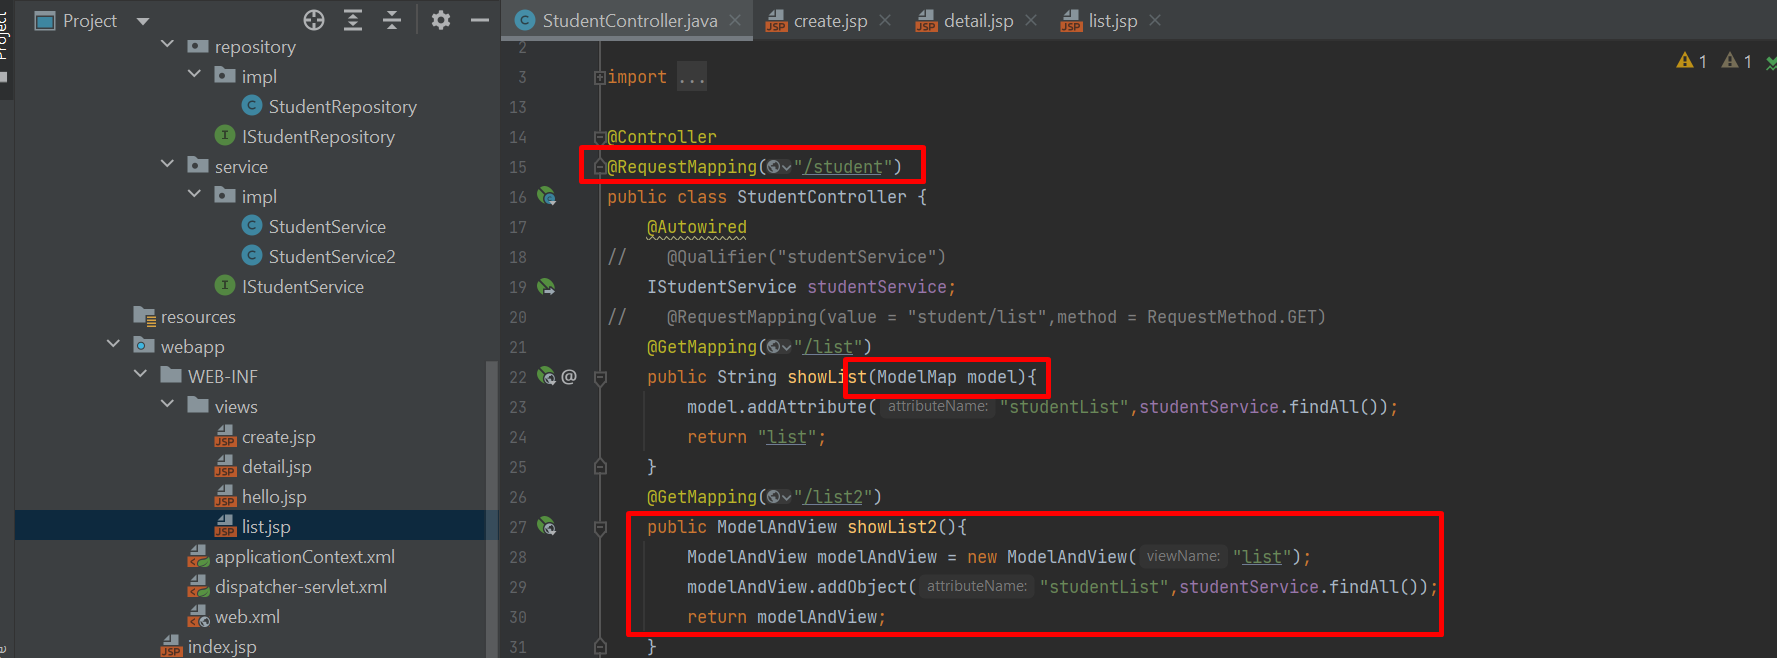 Project
Project
repository
impl
StudentRepository
IStudentRepository
service
impl
StudentService
StudentService2
IStudentService
resources
webapp
WEB-INF
views
create.jsp
detail.jsp
hello.jsp
list.jsp
applicationContext.xml
dispatcher-servlet.xml
web.xml
index.jsp
StudentController.java
create.jsp
detail.jsp
list.jsp
1 1
2
3 import ...
13
14 @Controller
15 @RequestMapping("/student")
16 public class StudentController {
17 @Autowired
18 // @Qualifier("studentService")
19 IStudentService studentService;
20 // @RequestMapping(value = "student/list",method = RequestMethod.GET)
21 @GetMapping("/list")
22 @ public String showList(ModelMap model){
23 model.addAttribute( attributeName: "studentList",studentService.findAll());
24 return "list";
25 }
26 @GetMapping("/list2")
27 public ModelAndView showList2(){
28 ModelAndView modelAndView = new ModelAndView( viewName: "list");
29 modelAndView.addObject( attributeName: "studentList",studentService.findAll());
30 return modelAndView;
31 }